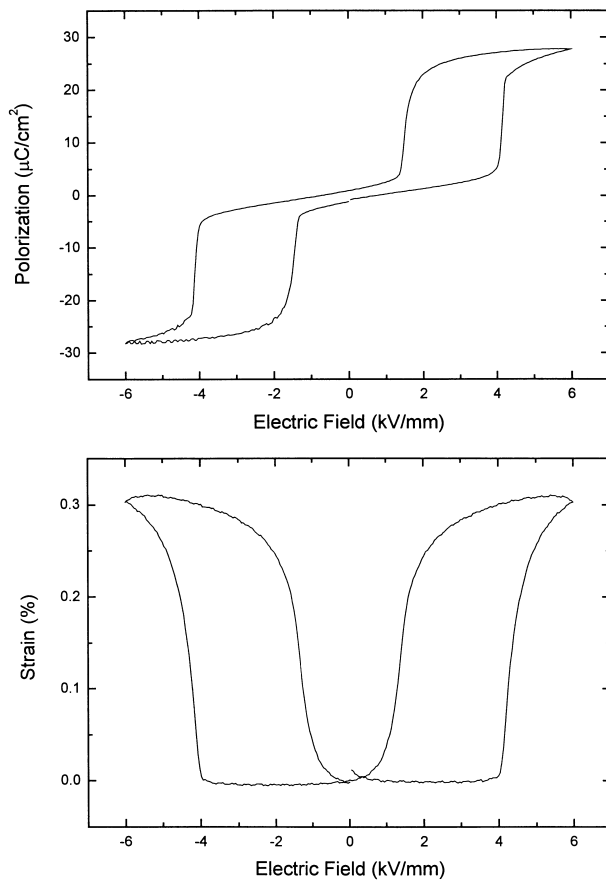 30
20
10
0
-10
-20
-30
Polorization (μC/cm²)
-6 -4 -2 0 2 4 6
Electric Field (kV/mm)
0.3
0.2
0.1
0.0
Strain (%)
-6 -4 -2 0 2 4 6
Electric Field (kV/mm)